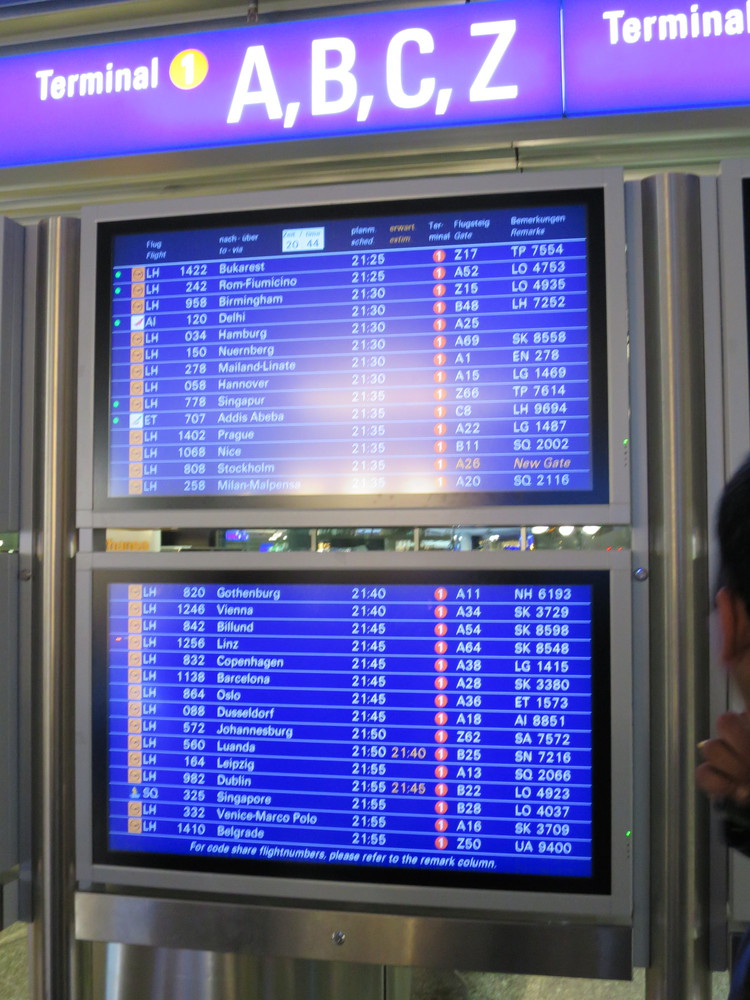 Terminal 1 A, B, C, Z
Flug nach · über Zeit / time planm. erwart. Ter- Flugsteig Bemerkungen
Flight to · via 20 44 sched. estim. minal Gate Remarks
LH 1422 Bukarest 21:25 1 Z17 TP 7554
LH 242 Rom-Fiumicino 21:25 1 A52 LO 4753
LH 958 Birmingham 21:30 1 Z15 LO 4935
AI 120 Delhi 21:30 1 B48 LH 7252
LH 034 Hamburg 21:30 1 A25
LH 150 Nuernberg 21:30 1 A69 SK 8558
LH 278 Mailand-Linate 21:30 1 A1 EN 278
LH 058 Hannover 21:30 1 A15 LG 1469
LH 778 Singapur 21:35 1 Z66 TP 7614
ET 707 Addis Abeba 21:35 1 C8 LH 9694
LH 1402 Prague 21:35 1 A22 LG 1487
LH 1068 Nice 21:35 1 B11 SQ 2002
LH 808 Stockholm 21:35 1 A26 New Gate
LH 258 Milan-Malpensa 21:35 1 A20 SQ 2116
LH 820 Gothenburg 21:40 1 A11 NH 6193
LH 1246 Vienna 21:40 1 A34 SK 3729
LH 842 Billund 21:45 1 A54 SK 8598
LH 1256 Linz 21:45 1 A64 SK 8548
LH 832 Copenhagen 21:45 1 A38 LG 1415
LH 1138 Barcelona 21:45 1 A28 SK 3380
LH 864 Oslo 21:45 1 A36 ET 1573
LH 088 Dusseldorf 21:45 1 A18 AI 8851
LH 572 Johannesburg 21:50 1 Z62 SA 7572
LH 560 Luanda 21:50 21:40 1 B25 SN 7216
LH 164 Leipzig 21:55 1 A13 SQ 2066
LH 982 Dublin 21:55 21:45 1 B22 LO 4923
SQ 325 Singapore 21:55 1 B28 LO 4037
LH 332 Venice-Marco Polo 21:55 1 A16 SK 3709
LH 1410 Belgrade 21:55 1 Z50 UA 9400
For code share flightnumbers, please refer to the remark column.